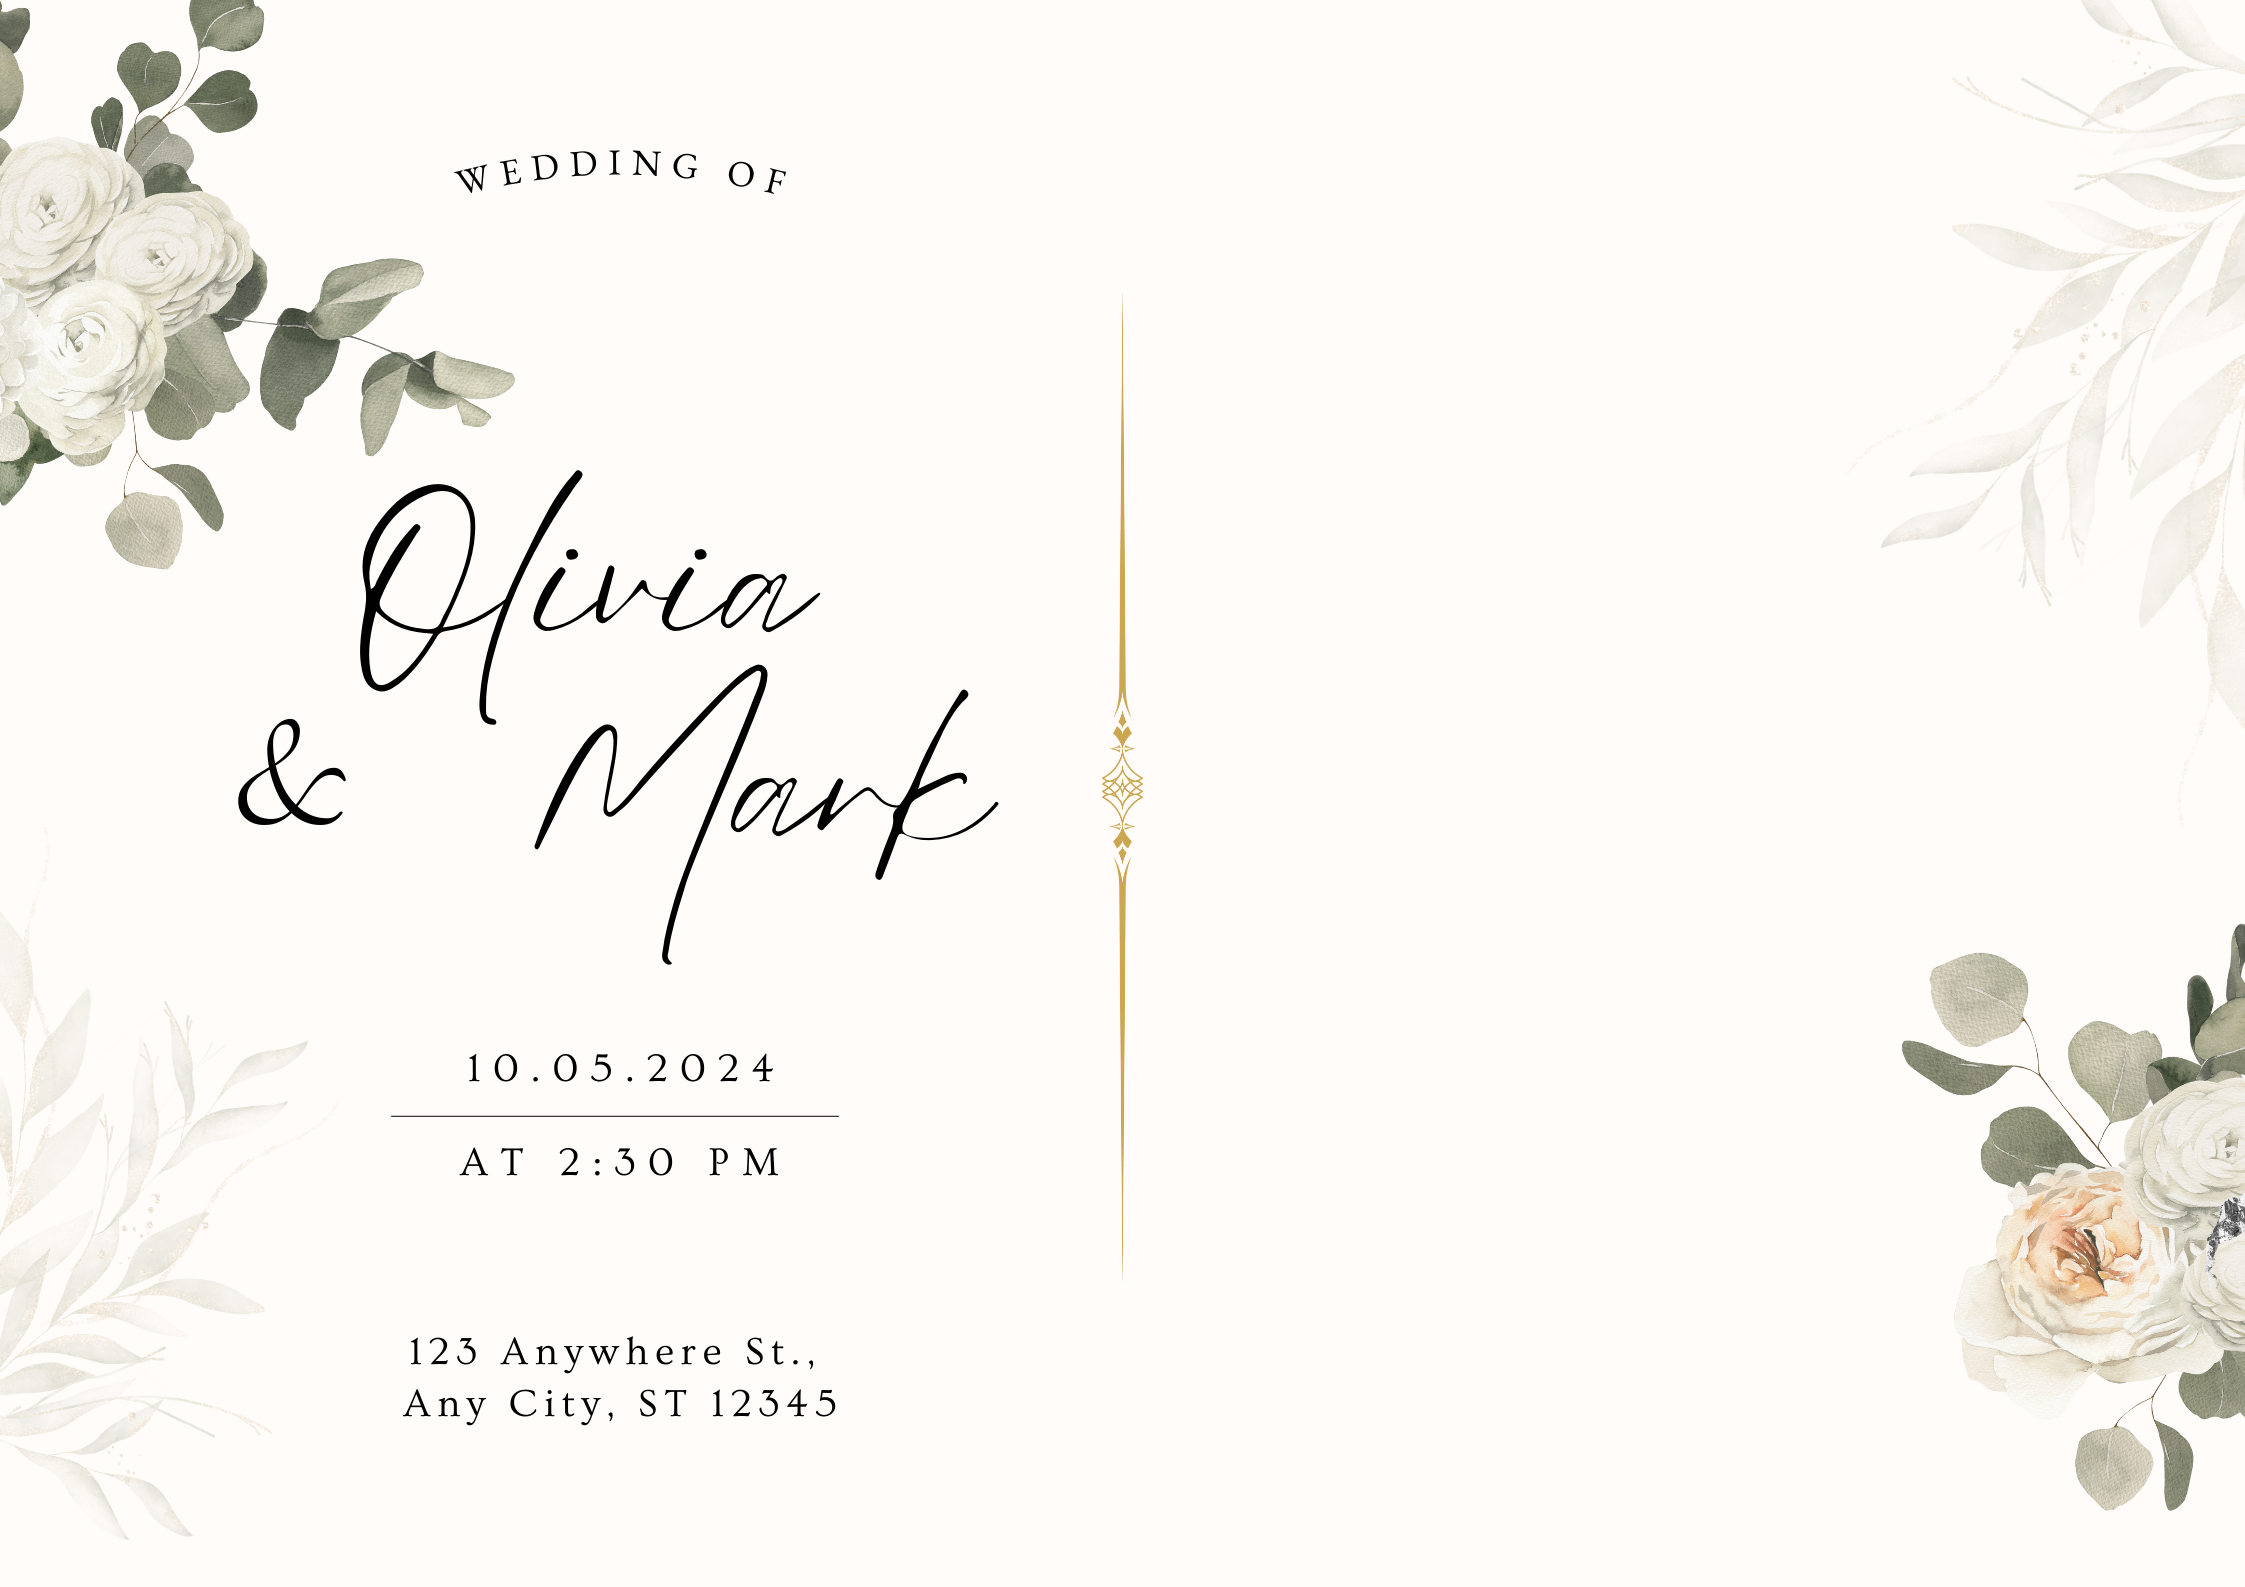 WEDDING OF
Olivia
& Mark
10.05.2024
AT 2:30 PM
123 Anywhere St.,
Any City, ST 12345